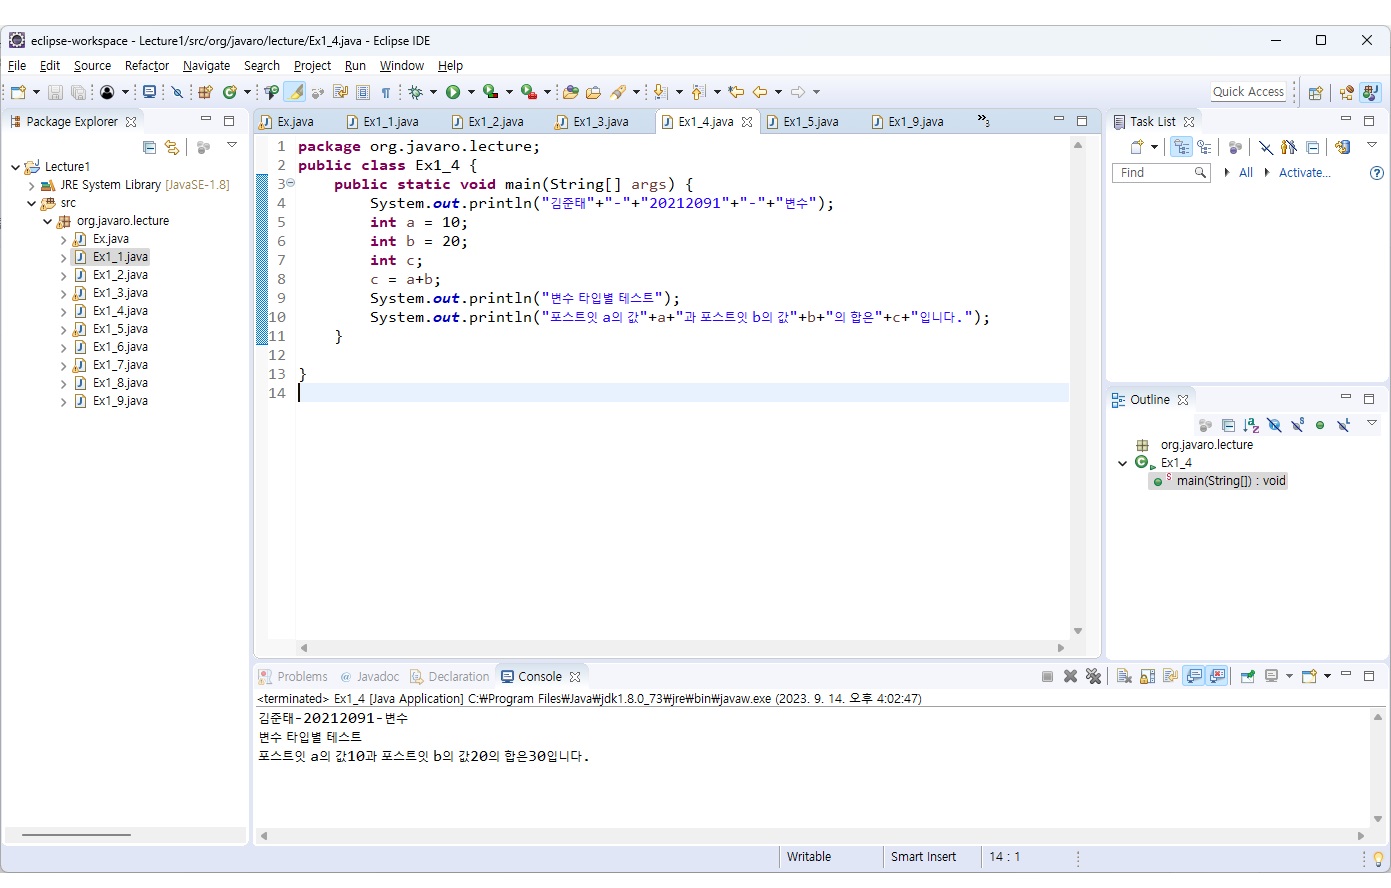 eclipse-workspace - Lecture1/src/org/javaro/lecture/Ex1_4.java - Eclipse IDE
File Edit Source Refactor Navigate Search Project Run Window Help
Quick Access
Package Explorer
Lecture1
JRE System Library [JavaSE-1.8]
src
org.javaro.lecture
Ex.java
Ex1_1.java
Ex1_2.java
Ex1_3.java
Ex1_4.java
Ex1_5.java
Ex1_6.java
Ex1_7.java
Ex1_8.java
Ex1_9.java
Ex.java Ex1_1.java Ex1_2.java Ex1_3.java Ex1_4.java Ex1_5.java Ex1_9.java »3
1 package org.javaro.lecture;
2 public class Ex1_4 {
3 public static void main(String[] args) {
4 System.out.println("김준태"+"-"+"20212091"+"-"+"변수");
5 int a = 10;
6 int b = 20;
7 int c;
8 c = a+b;
9 System.out.println("변수 타입별 테스트");
10 System.out.println("포스트잇 a의 값"+a+"과 포스트잇 b의 값"+b+"의 합은"+c+"입니다.");
11 }
12
13 }
14
Task List
Find All Activate...
Outline
org.javaro.lecture
Ex1_4
main(String[]) : void
Problems @ Javadoc Declaration Console
<terminated> Ex1_4 [Java Application] C:₩Program Files₩Java₩jdk1.8.0_73₩jre₩bin₩javaw.exe (2023. 9. 14. 오후 4:02:47)
김준태-20212091-변수
변수 타입별 테스트
포스트잇 a의 값10과 포스트잇 b의 값20의 합은30입니다.
Writable Smart Insert 14 : 1